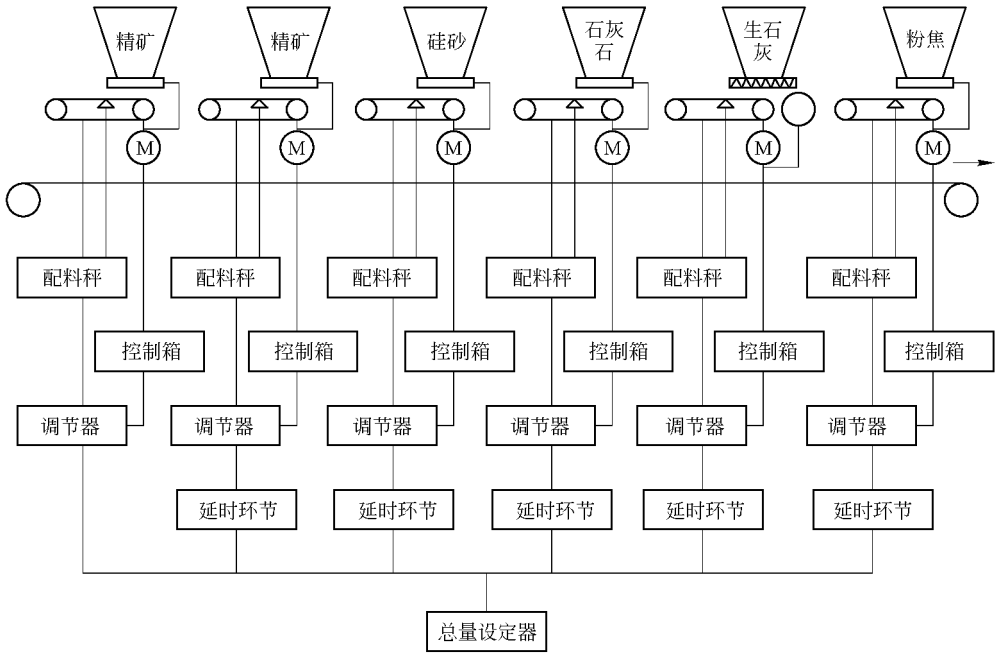 精矿
精矿
硅砂
石灰
石
生石
灰
粉焦
M
M
M
M
M
M
配料秤
配料秤
配料秤
配料秤
配料秤
配料秤
控制箱
控制箱
控制箱
控制箱
控制箱
控制箱
调节器
调节器
调节器
调节器
调节器
调节器
延时环节
延时环节
延时环节
延时环节
延时环节
总量设定器